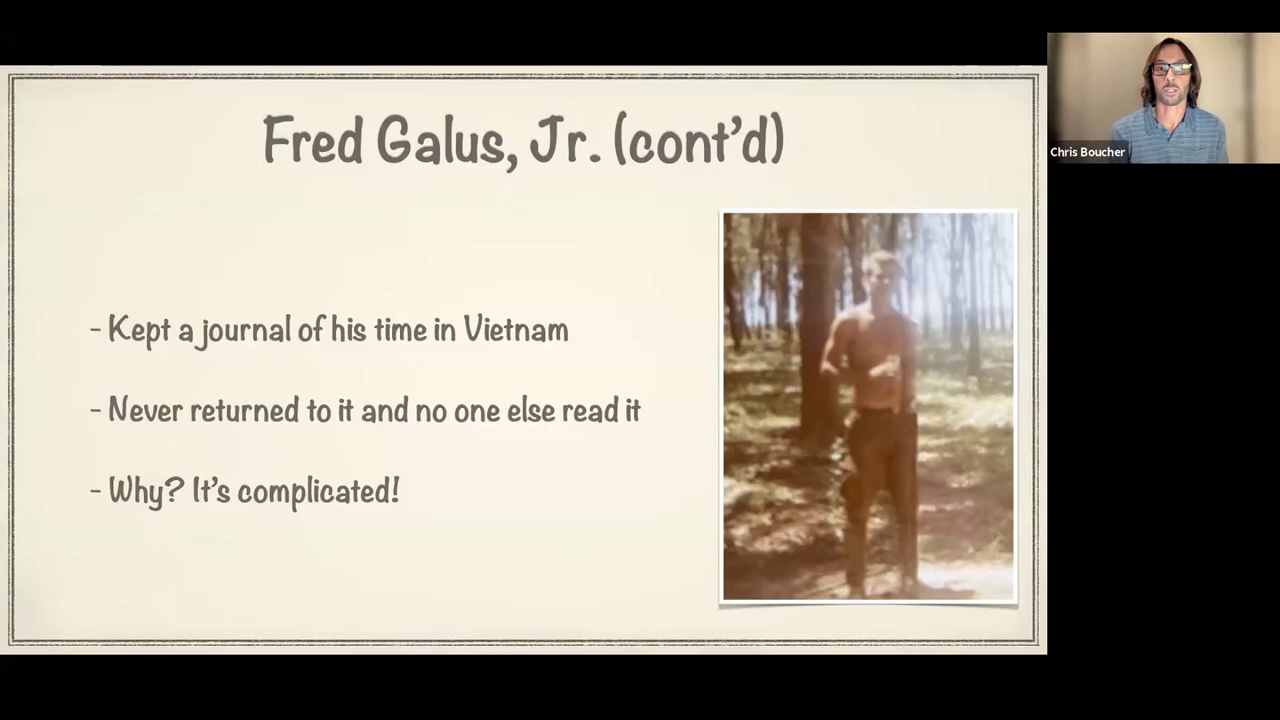 Fred Galus, Jr. (cont'd)
- Kept a journal of his time in Vietnam
- Never returned to it and no one else read it
- Why? It's complicated!
Chris Boucher